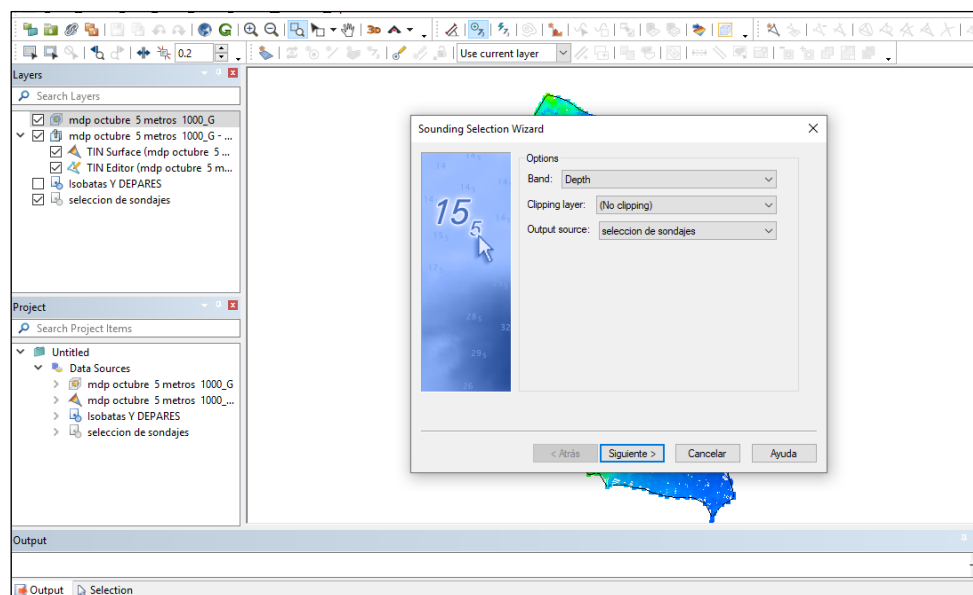 3D
0.2
Use current layer
Layers
Search Layers
mdp octubre 5 metros 1000_G
mdp octubre 5 metros 1000_G - ...
TIN Surface (mdp octubre 5 ...
TIN Editor (mdp octubre 5 m...
Isobatas Y DEPARES
seleccion de sondajes
Project
Search Project Items
Untitled
Data Sources
mdp octubre 5 metros 1000_G
mdp octubre 5 metros 1000_...
Isobatas Y DEPARES
seleccion de sondajes
Sounding Selection Wizard
15₅
Options
Band: Depth
Clipping layer: (No clipping)
Output source: seleccion de sondajes
< Atrás
Siguiente >
Cancelar
Ayuda
Output
Output
Selection